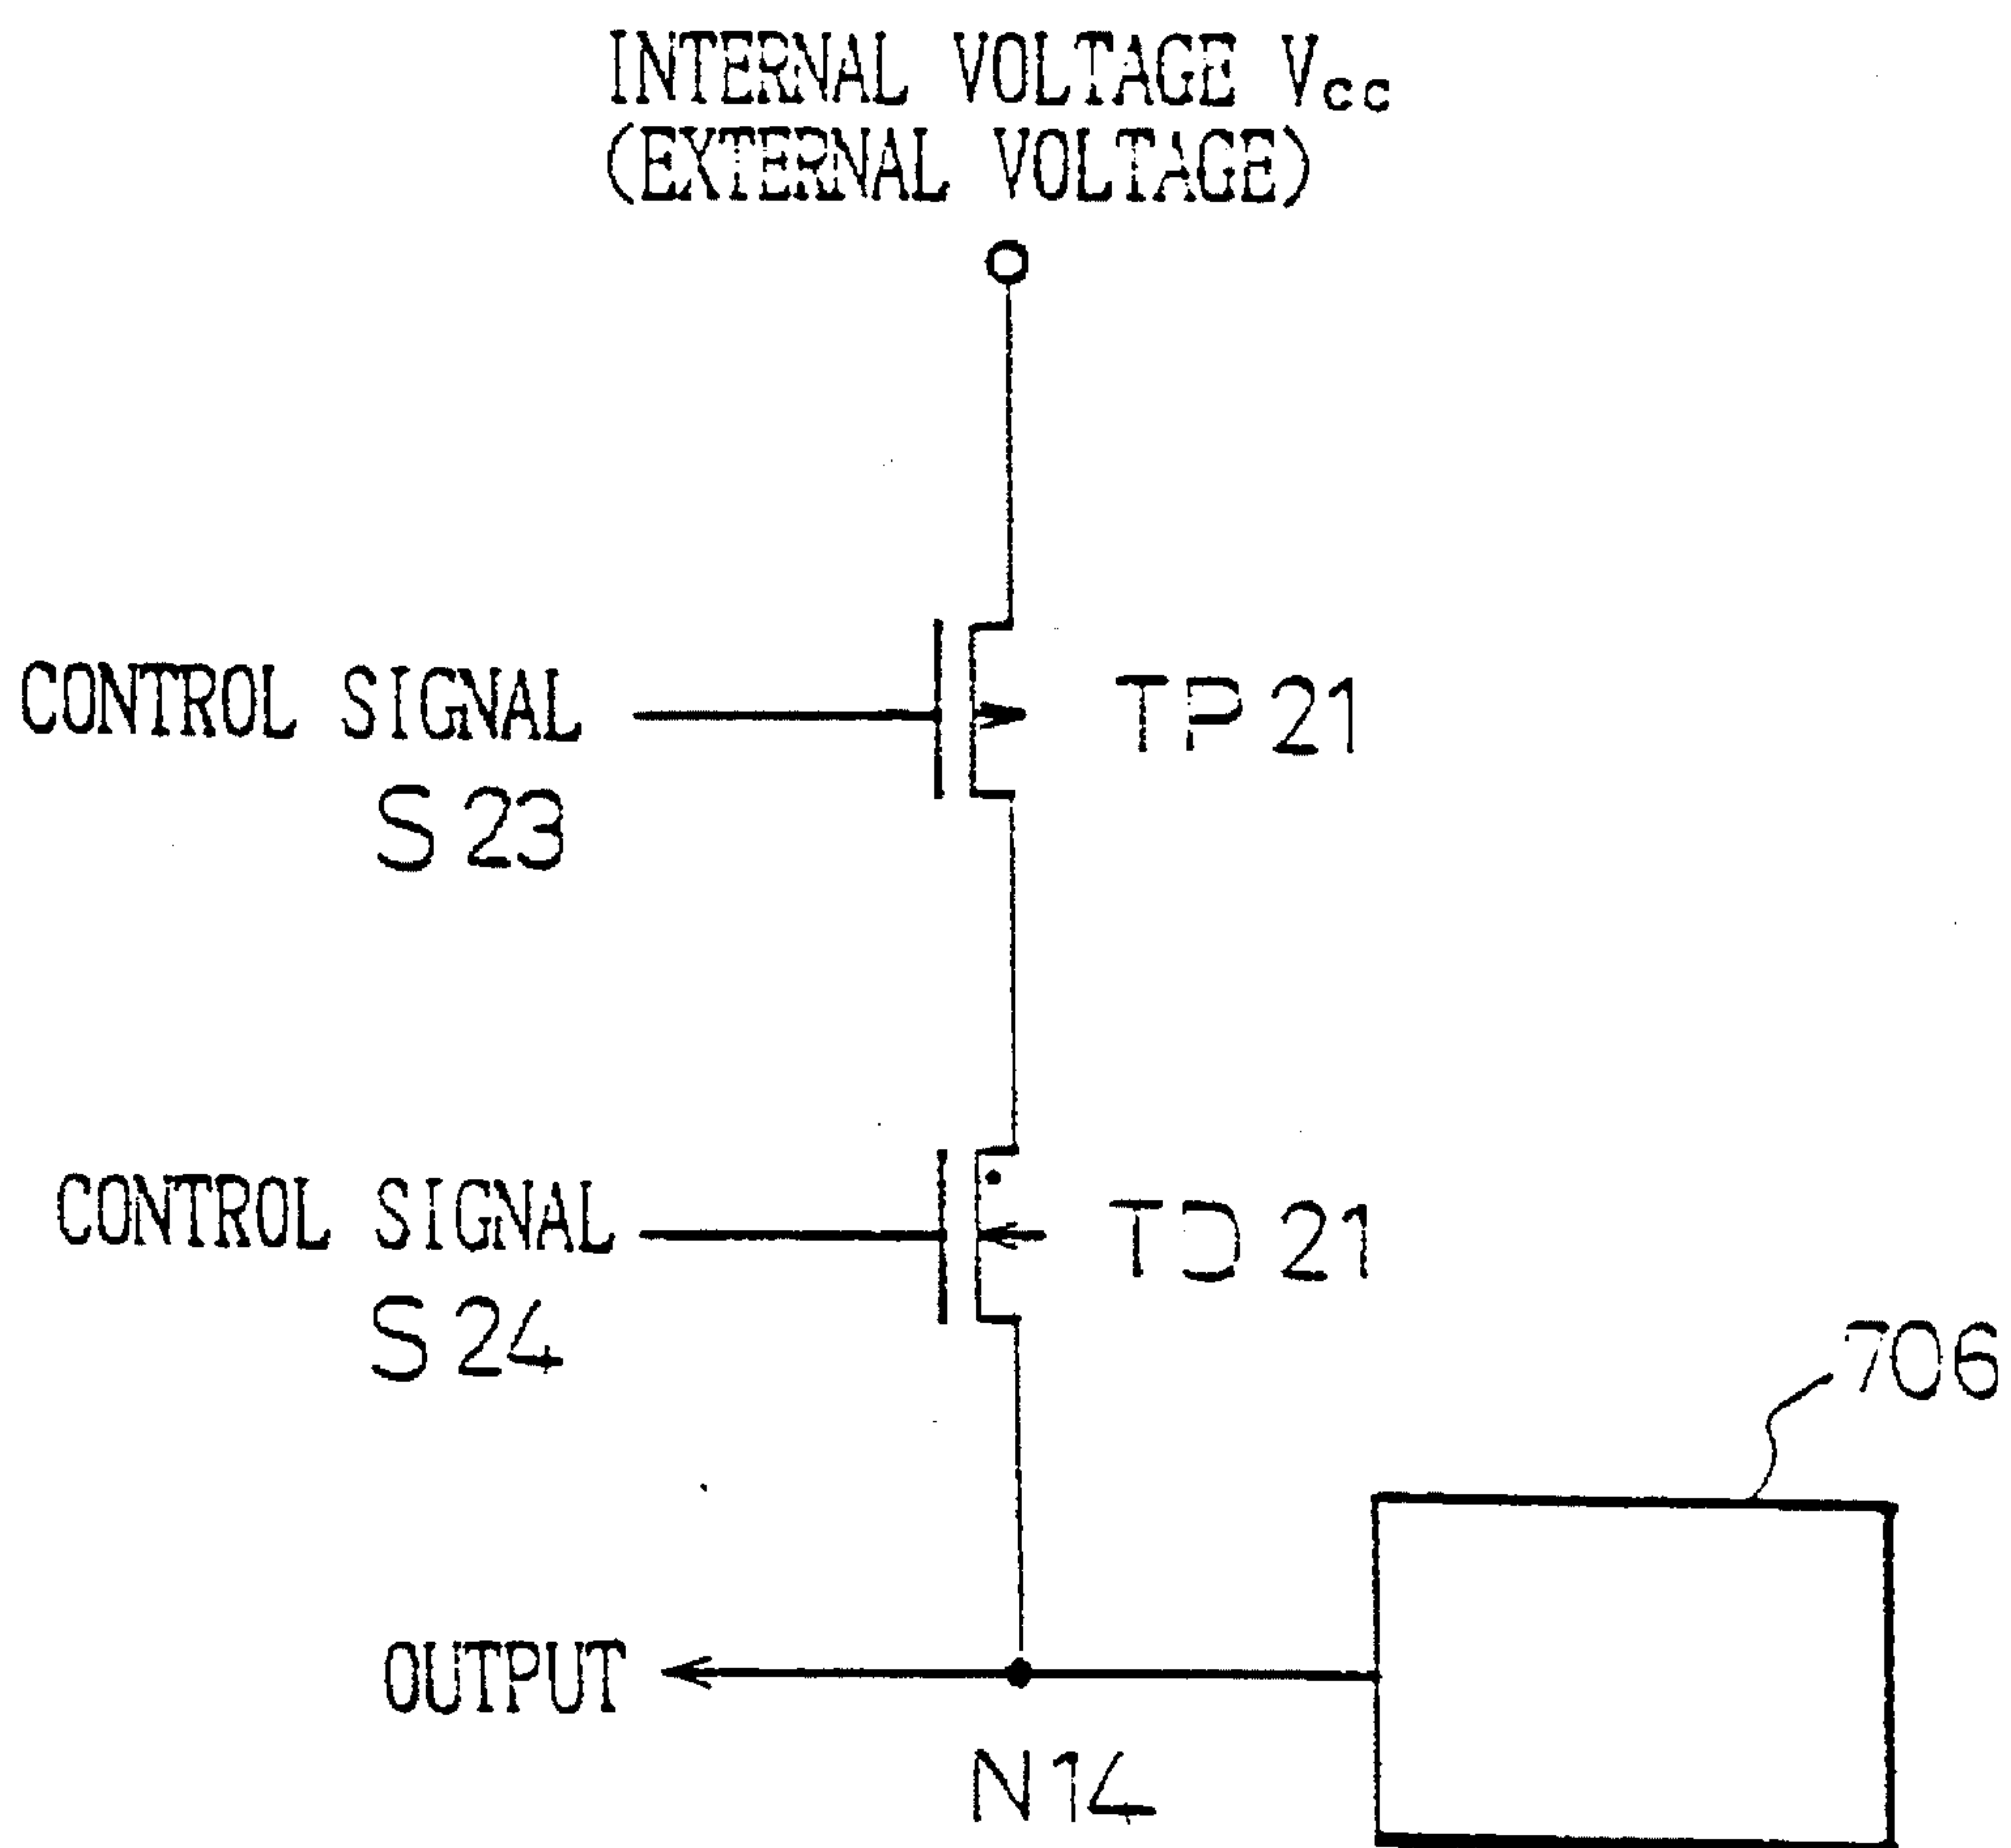 INTERNAL VOLTAGE Vcc
(EXTERNAL VOLTAGE)
CONTROL SIGNAL
S23
TP21
CONTROL SIGNAL
S24
TD21
706
OUTPUT
N14